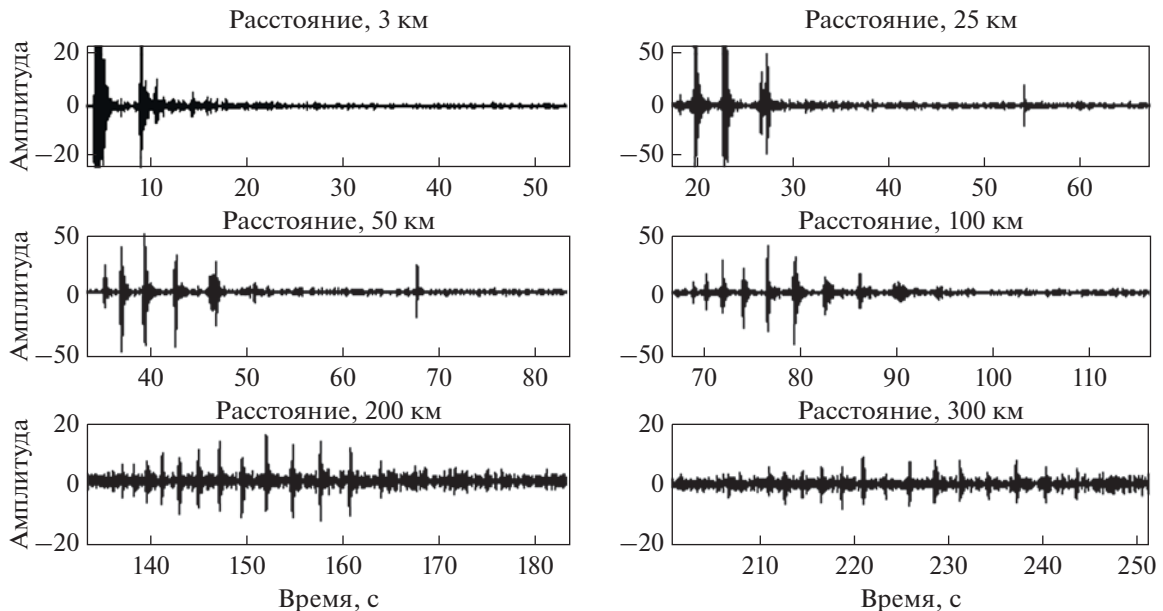 Расстояние, 3 км
Расстояние, 25 км
Амплитуда
20
0
−20
10 20 30 40 50
50
0
−50
20 30 40 50 60
Расстояние, 50 км
Расстояние, 100 км
Амплитуда
50
0
−50
40 50 60 70 80
50
0
−50
70 80 90 100 110
Расстояние, 200 км
Расстояние, 300 км
Амплитуда
20
0
−20
140 150 160 170 180
Время, с
20
0
−20
210 220 230 240 250
Время, с